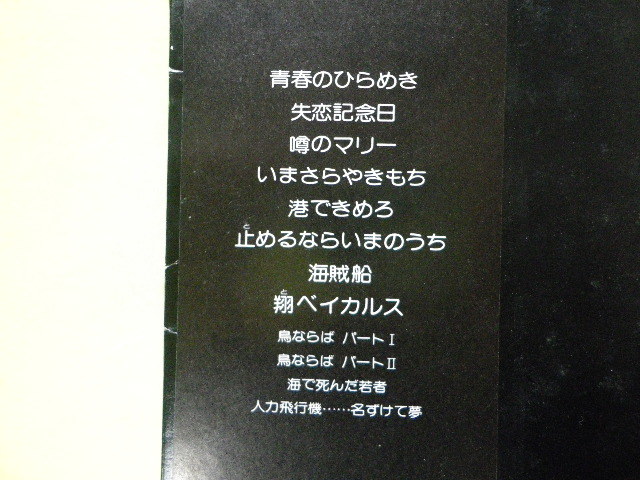 青春のひらめき
失恋記念日
噂のマリー
いまさらやきもち
港できめろ
止めるならいまのうち
海賊船
翔べイカルス
鳥ならば パートI
鳥ならば パートII
海で死んだ若者
人力飛行機……名ずけて夢